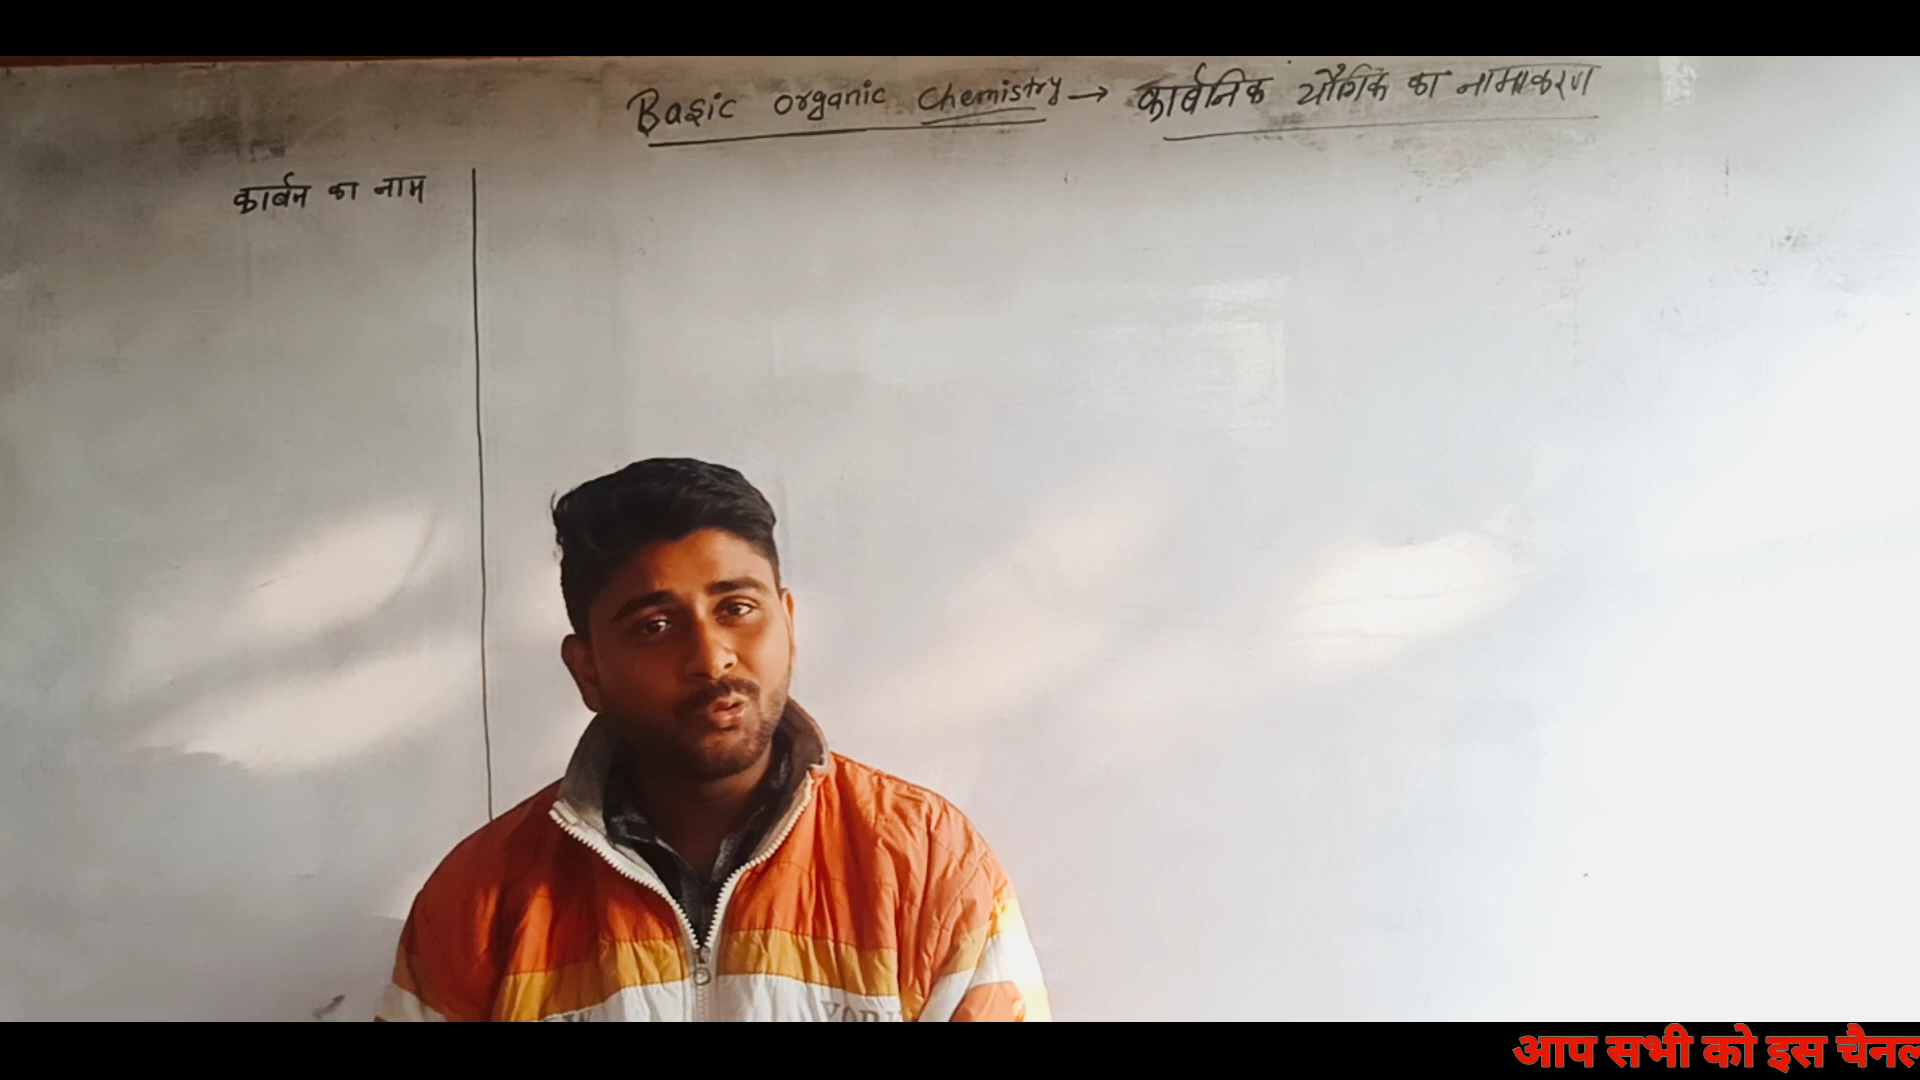 Basic organic chemistry → कार्बनिक यौगिक का नामाकरण
कार्बन का नाम
आप सभी को इस चैनल